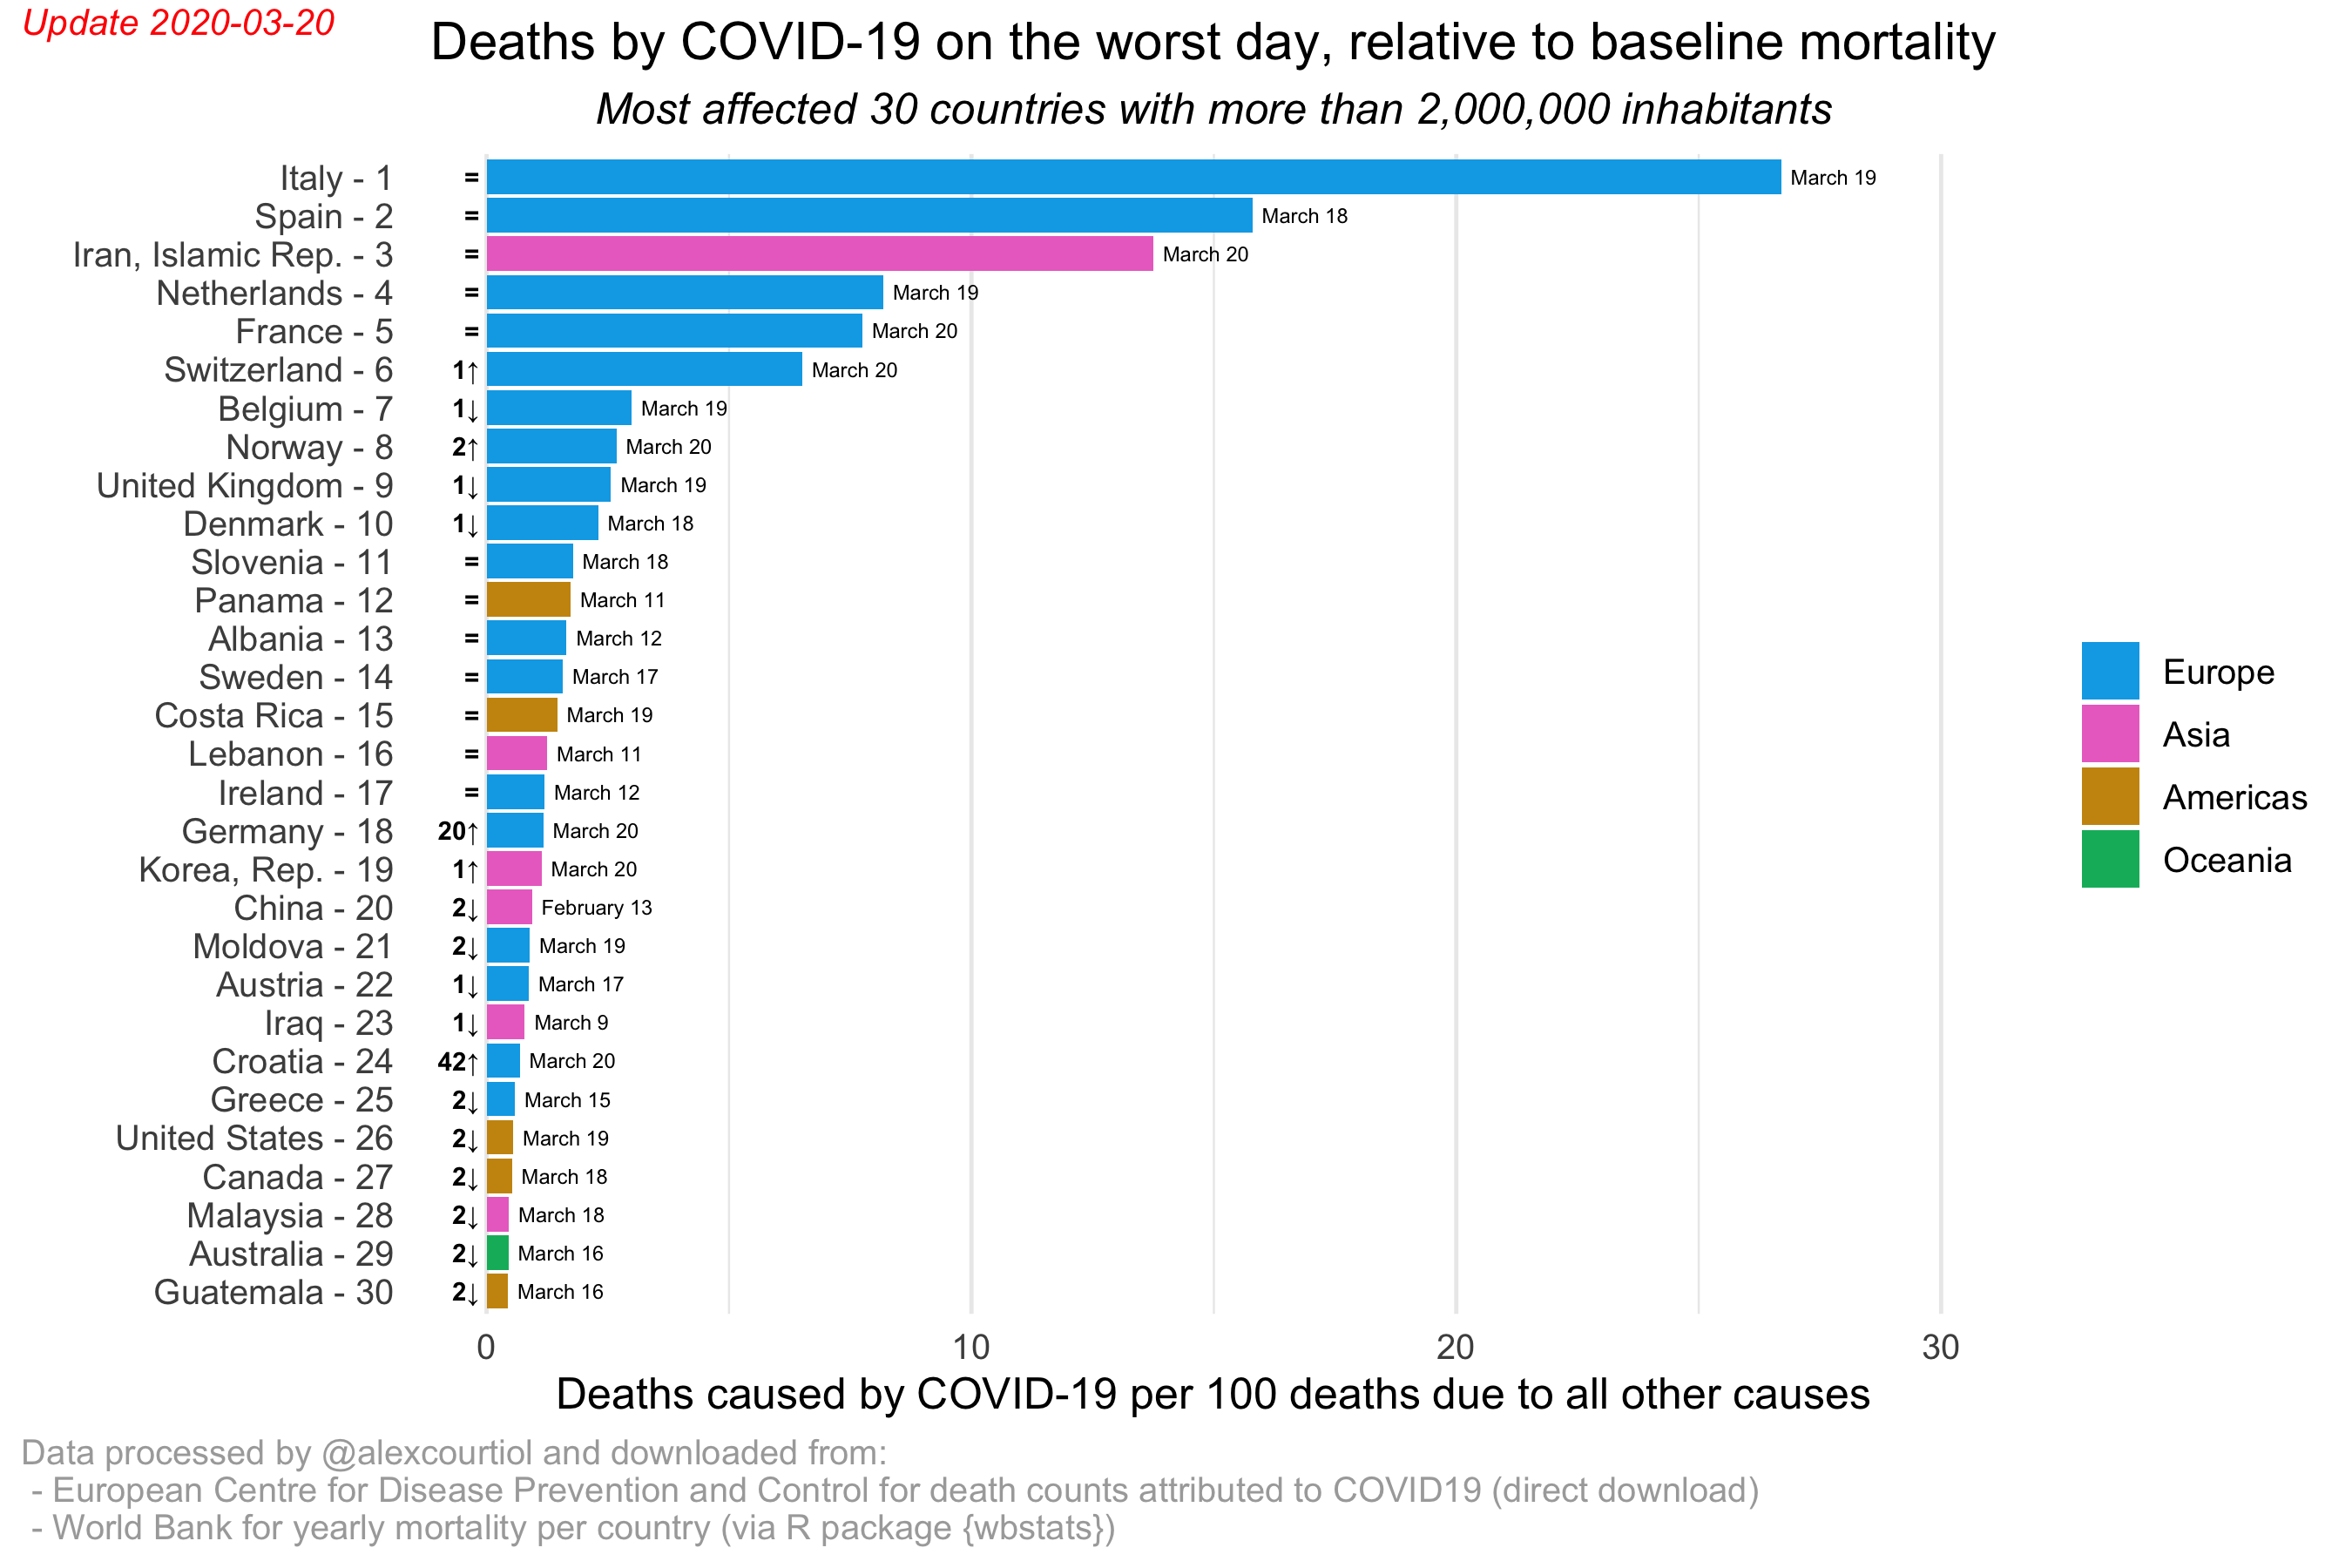 Update 2020-03-20
Deaths by COVID-19 on the worst day, relative to baseline mortality
Most affected 30 countries with more than 2,000,000 inhabitants
Italy - 1 = March 19
Spain - 2 = March 18
Iran, Islamic Rep. - 3 = March 20
Netherlands - 4 = March 19
France - 5 = March 20
Switzerland - 6 1↑ March 20
Belgium - 7 1↓ March 19
Norway - 8 2↑ March 20
United Kingdom - 9 1↓ March 19
Denmark - 10 1↓ March 18
Slovenia - 11 = March 18
Panama - 12 = March 11
Albania - 13 = March 12
Sweden - 14 = March 17
Costa Rica - 15 = March 19
Lebanon - 16 = March 11
Ireland - 17 = March 12
Germany - 18 20↑ March 20
Korea, Rep. - 19 1↑ March 20
China - 20 2↓ February 13
Moldova - 21 2↓ March 19
Austria - 22 1↓ March 17
Iraq - 23 1↓ March 9
Croatia - 24 42↑ March 20
Greece - 25 2↓ March 15
United States - 26 2↓ March 19
Canada - 27 2↓ March 18
Malaysia - 28 2↓ March 18
Australia - 29 2↓ March 16
Guatemala - 30 2↓ March 16
0 10 20 30
Deaths caused by COVID-19 per 100 deaths due to all other causes
Europe
Asia
Americas
Oceania
Data processed by @alexcourtiol and downloaded from:
- European Centre for Disease Prevention and Control for death counts attributed to COVID19 (direct download)
- World Bank for yearly mortality per country (via R package {wbstats})